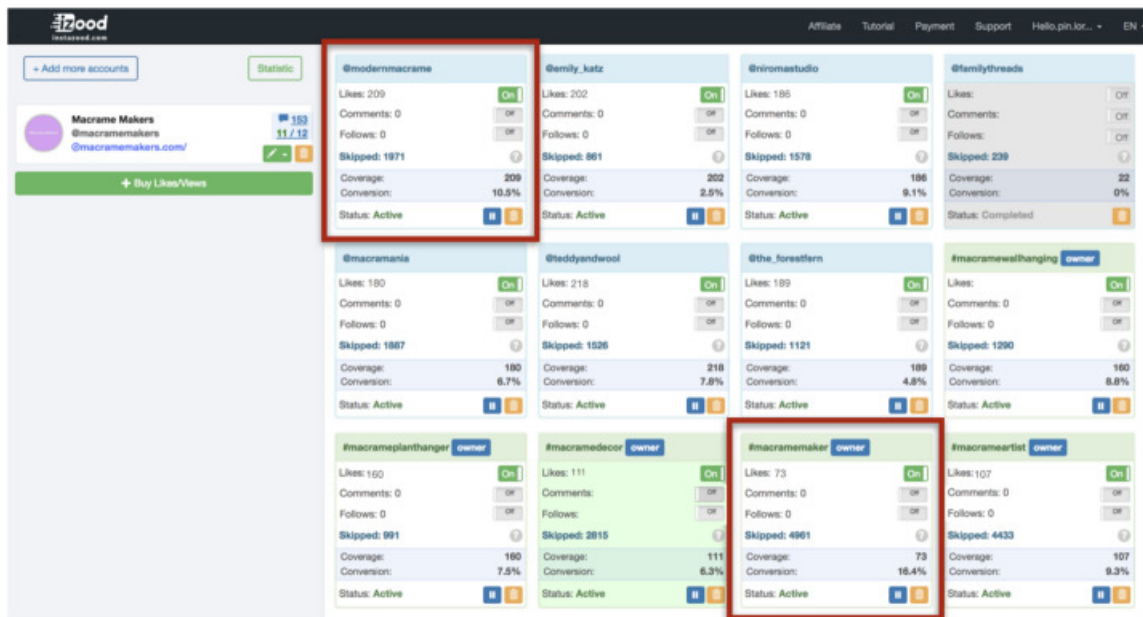 izood
instazood.com
Affiliate Tutorial Payment Support Hello.pin.lor... EN
+ Add more accounts
Statistic
Macrame Makers
@macramemakers
@macramemakers.com/
153
11 / 12
+ Buy Likes/Views
@modernmacrame
Likes: 209 On
Comments: 0 Off
Follows: 0 Off
Skipped: 1971 ?
Coverage: 209
Conversion: 10.5%
Status: Active
@emily_katz
Likes: 202 On
Comments: 0 Off
Follows: 0 Off
Skipped: 861 ?
Coverage: 202
Conversion: 2.5%
Status: Active
@niromastudio
Likes: 186 On
Comments: 0 Off
Follows: 0 Off
Skipped: 1578 ?
Coverage: 186
Conversion: 9.1%
Status: Active
@familythreads
Likes: Off
Comments: Off
Follows: Off
Skipped: 239 ?
Coverage: 22
Conversion: 0%
Status: Completed
@macramania
Likes: 180 On
Comments: 0 Off
Follows: 0 Off
Skipped: 1887 ?
Coverage: 180
Conversion: 6.7%
Status: Active
@teddyandwool
Likes: 218 On
Comments: 0 Off
Follows: 0 Off
Skipped: 1526 ?
Coverage: 218
Conversion: 7.8%
Status: Active
@the_forestfern
Likes: 189 On
Comments: 0 Off
Follows: 0 Off
Skipped: 1121 ?
Coverage: 189
Conversion: 4.8%
Status: Active
#macramewallhanging owner
Likes: On
Comments: 0 Off
Follows: 0 Off
Skipped: 1290 ?
Coverage: 160
Conversion: 8.8%
Status: Active
#macrameplanthanger owner
Likes: 160 On
Comments: 0 Off
Follows: 0 Off
Skipped: 991 ?
Coverage: 160
Conversion: 7.5%
Status: Active
#macramedecor owner
Likes: 111 On
Comments: Off
Follows: Off
Skipped: 2815 ?
Coverage: 111
Conversion: 6.3%
Status: Active
#macramemaker owner
Likes: 73 On
Comments: 0 Off
Follows: 0 Off
Skipped: 4961 ?
Coverage: 73
Conversion: 16.4%
Status: Active
#macrameartist owner
Likes: 107 On
Comments: 0 Off
Follows: 0 Off
Skipped: 4433 ?
Coverage: 107
Conversion: 9.3%
Status: Active